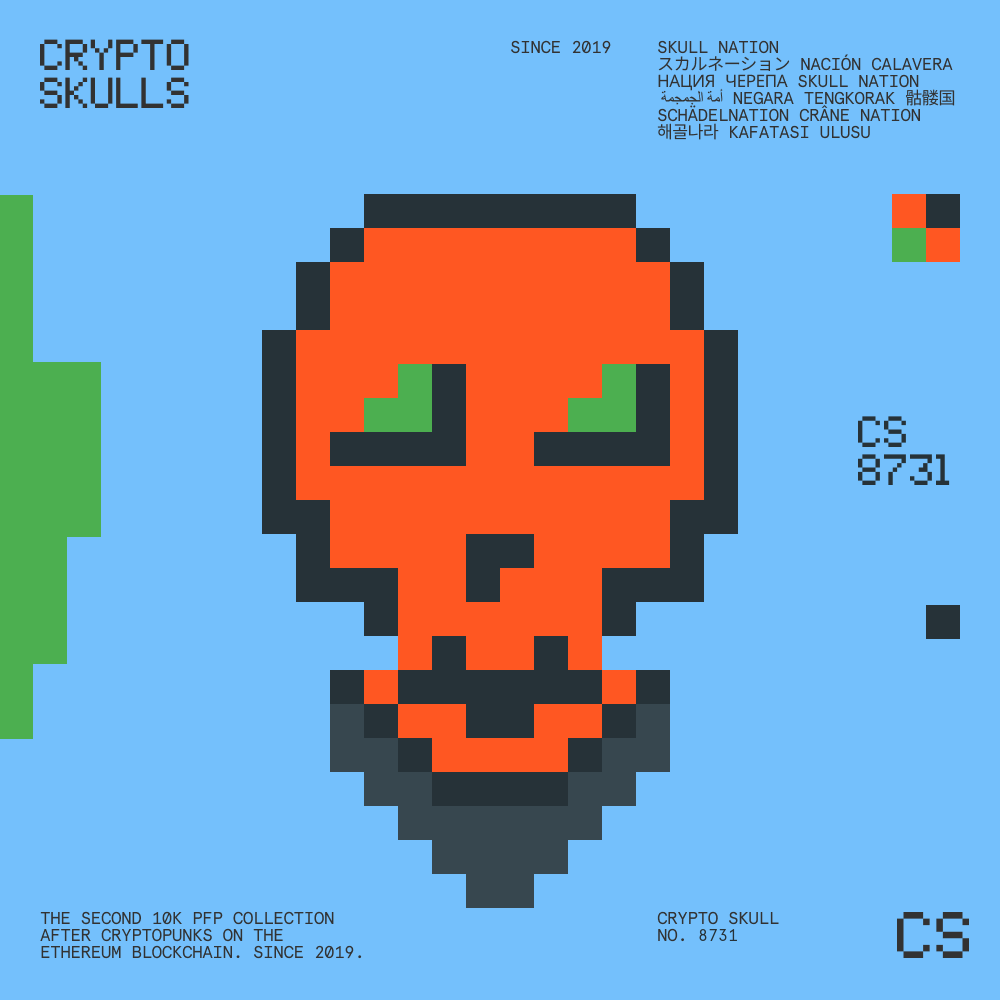 CRYPTO
SKULLS
SINCE 2019
SKULL NATION
スカルネーション NACIÓN CALAVERA
НАЦИЯ ЧЕРЕПА SKULL NATION
أمة الجمجمة NEGARA TENGKORAK 骷髅国
SCHÄDELNATION CRÂNE NATION
해골나라 KAFATASI ULUSU
CS
8731
THE SECOND 10K PFP COLLECTION
AFTER CRYPTOPUNKS ON THE
ETHEREUM BLOCKCHAIN. SINCE 2019.
CRYPTO SKULL
NO. 8731
CS